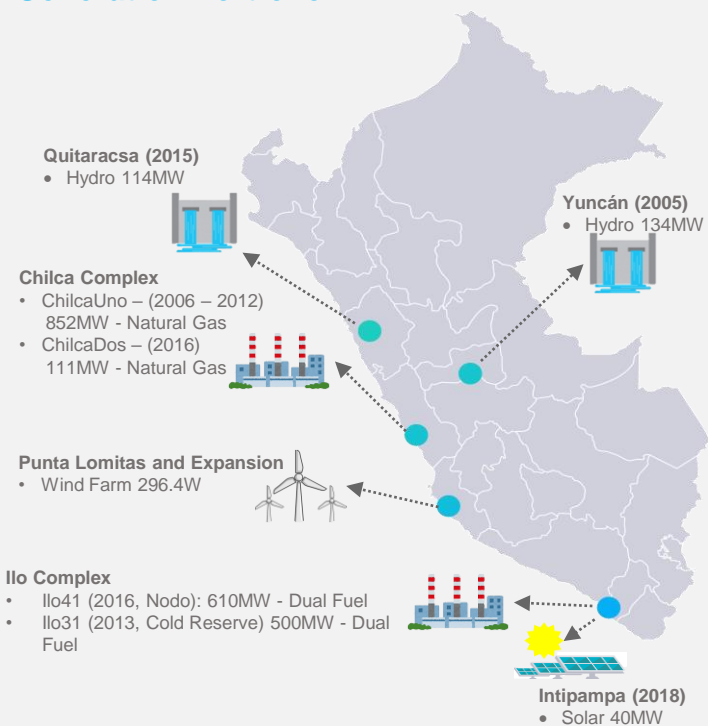 Quitaracsa (2015)
• Hydro 114MW
Yuncán (2005)
• Hydro 134MW
Chilca Complex
• ChilcaUno – (2006 – 2012)
852MW - Natural Gas
• ChilcaDos – (2016)
111MW - Natural Gas
Punta Lomitas and Expansion
• Wind Farm 296.4W
Ilo Complex
• Ilo41 (2016, Nodo): 610MW - Dual Fuel
• Ilo31 (2013, Cold Reserve) 500MW - Dual
Fuel
Intipampa (2018)
• Solar 40MW